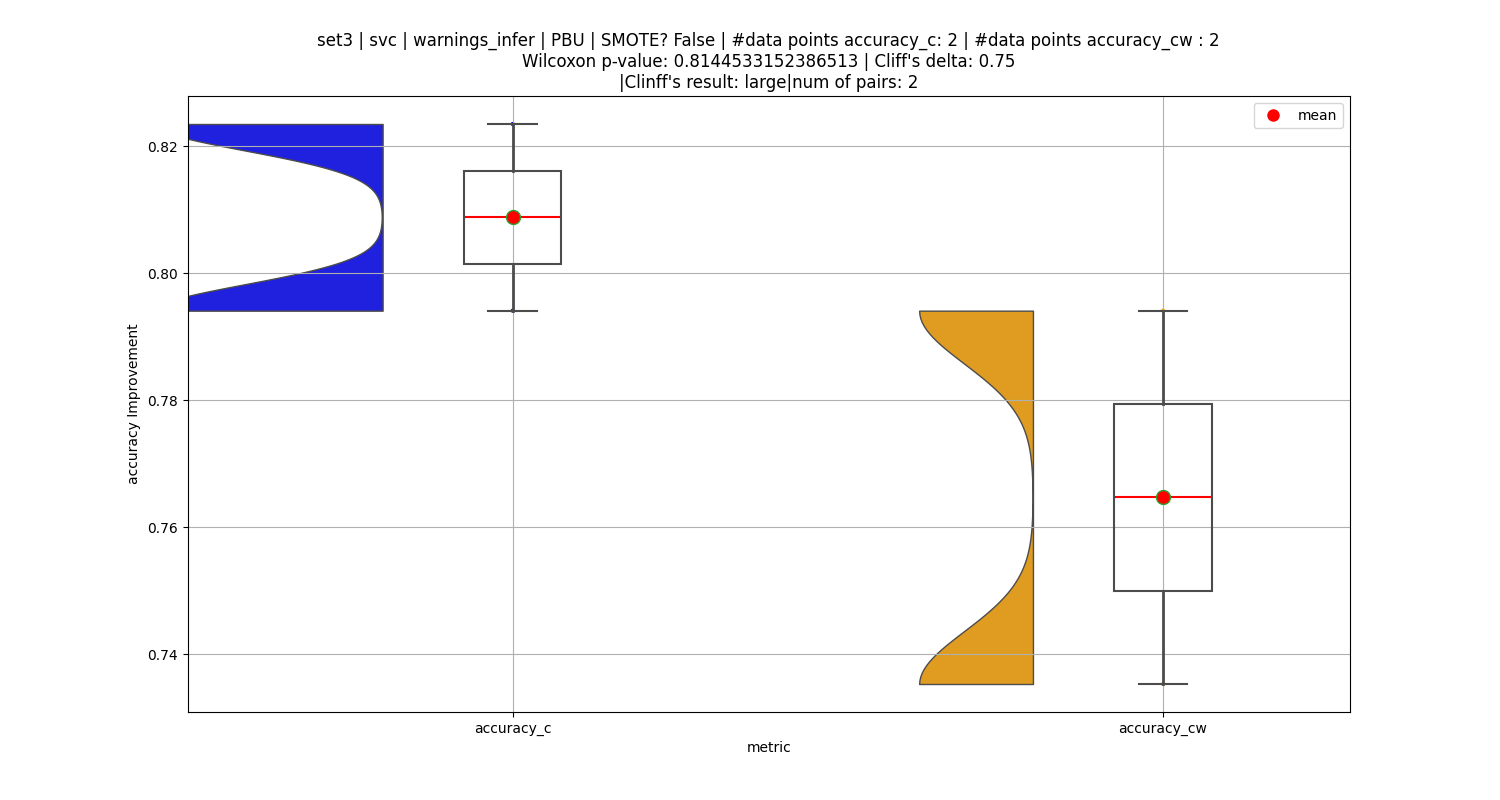 set3 | svc | warnings_infer | PBU | SMOTE? False | #data points accuracy_c: 2 | #data points accuracy_cw : 2
Wilcoxon p-value: 0.8144533152386513 | Cliff's delta: 0.75
|Clinff's result: large|num of pairs: 2
mean
0.82
0.80
0.78
0.76
0.74
accuracy Improvement
accuracy_c
accuracy_cw
metric